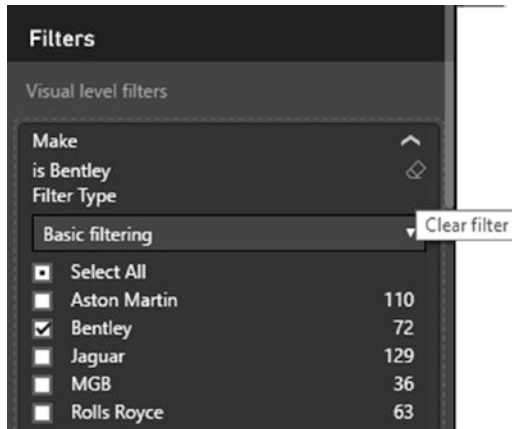 Filters
Visual level filters
Make
is Bentley
Filter Type
Basic filtering
Clear filter
Select All
Aston Martin 110
Bentley 72
Jaguar 129
MGB 36
Rolls Royce 63